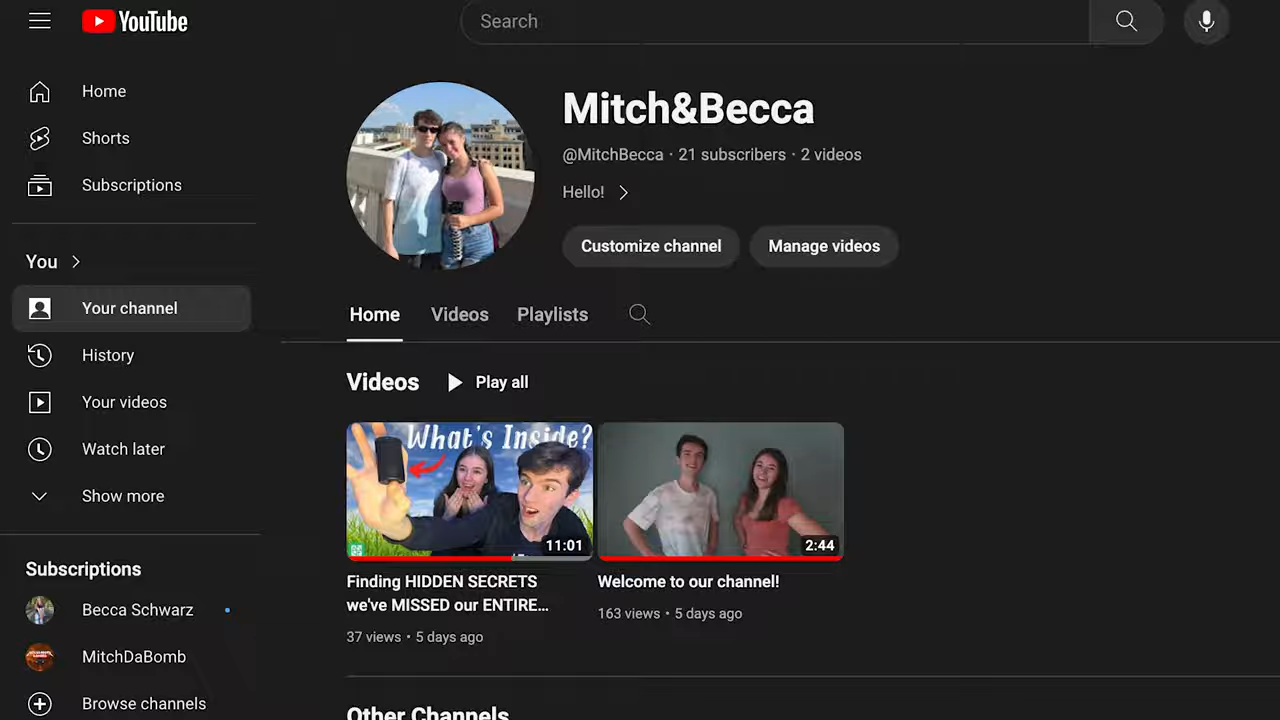 YouTube
Search
Home
Shorts
Subscriptions
You
Your channel
History
Your videos
Watch later
Show more
Subscriptions
Becca Schwarz
MitchDaBomb
Browse channels
Mitch&Becca
@MitchBecca · 21 subscribers · 2 videos
Hello!
Customize channel
Manage videos
Home
Videos
Playlists
Videos
Play all
What's Inside?
11:01
Finding HIDDEN SECRETS
we've MISSED our ENTIRE…
37 views • 5 days ago
2:44
Welcome to our channel!
163 views • 5 days ago
Other Channels